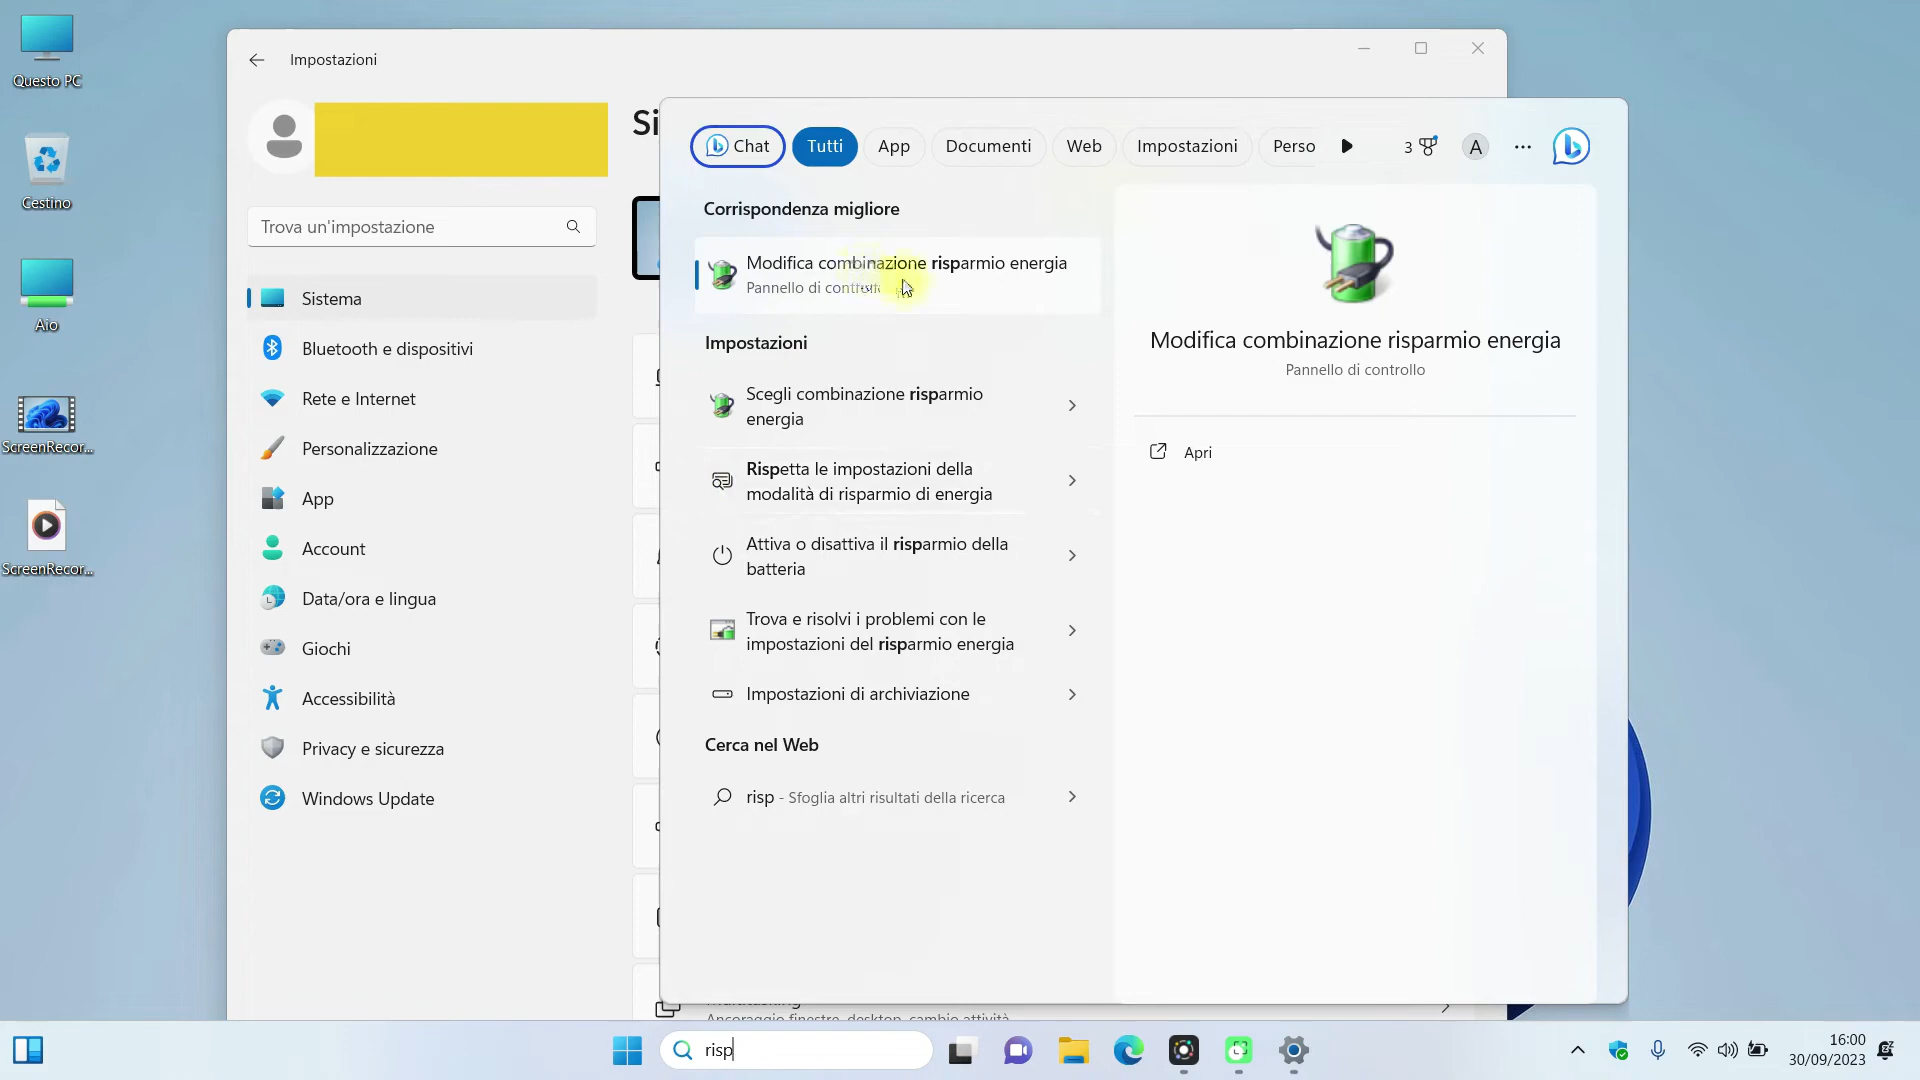 Questo PC
Cestino
Aio
ScreenRecor...
ScreenRecor...
Impostazioni
Trova un'impostazione
Sistema
Bluetooth e dispositivi
Rete e Internet
Personalizzazione
App
Account
Data/ora e lingua
Giochi
Accessibilità
Privacy e sicurezza
Windows Update
Si
Chat
Tutti
App
Documenti
Web
Impostazioni
Perso
3
A
Corrispondenza migliore
Modifica combinazione risparmio energia
Pannello di
Impostazioni
Scegli combinazione risparmio
energia
Rispetta le impostazioni della
modalità di risparmio di energia
Attiva o disattiva il risparmio della
batteria
Trova e risolvi i problemi con le
impostazioni del risparmio energia
Impostazioni di archiviazione
Cerca nel Web
risp - Sfoglia altri risultati della ricerca
Modifica combinazione risparmio energia
Pannello di controllo
Apri
Ancoraggio finestre, desktop, cambio attività
risp
16:00
30/09/2023